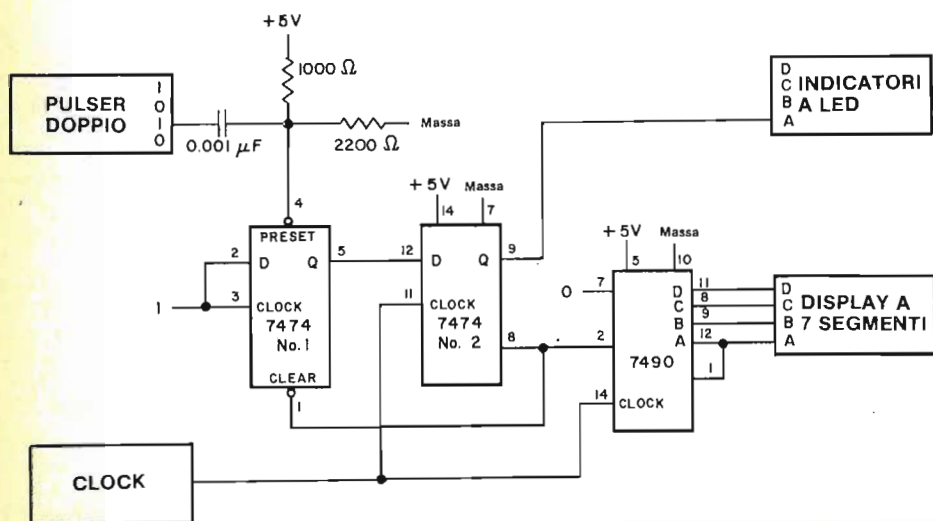 +5V
1000 Ω
PULSER
DOPPIO
1
0
1
0
0.001 µF
2200 Ω
Massa
D
C
B
A
INDICATORI
A LED
4
PRESET
2
D
Q
5
1
3
CLOCK
7474
No. 1
CLEAR
1
+5V
Massa
14
7
12
D
Q
9
11
CLOCK
7474
No. 2
8
+5V
Massa
5
10
0
7
D
11
C
8
B
9
A
12
2
7490
1
14
CLOCK
D
C
B
A
DISPLAY A
7 SEGMENTI
CLOCK